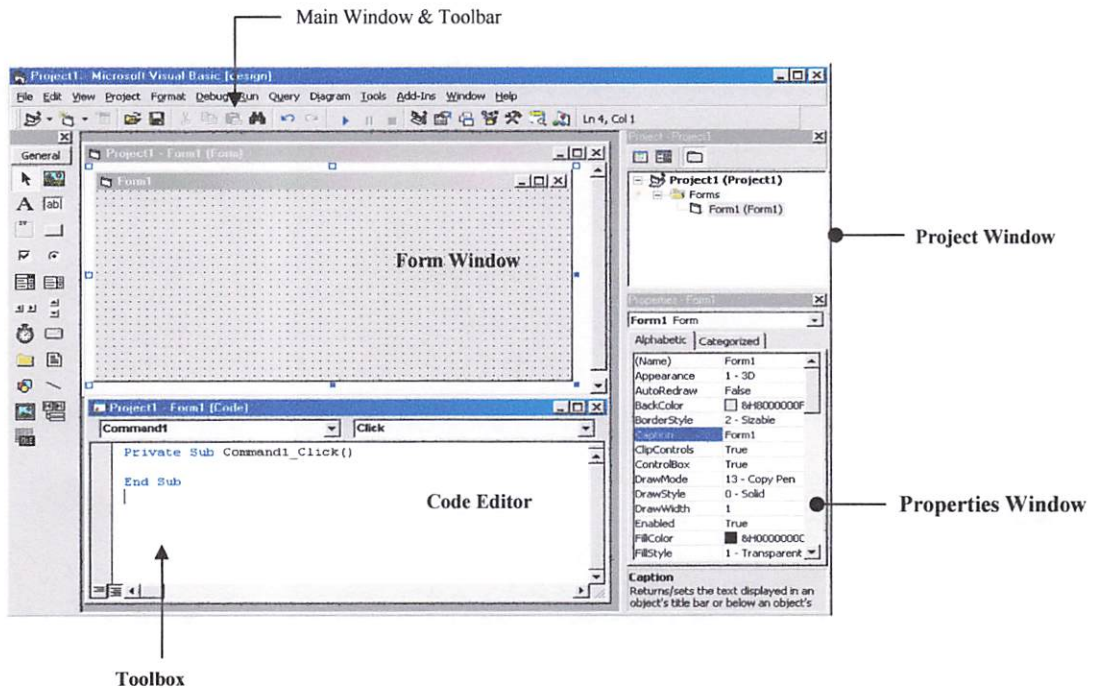 Main Window & Toolbar
Project1 - Microsoft Visual Basic [design]
File Edit View Project Format Debug Run Query Diagram Tools Add-Ins Window Help
Ln 4, Col 1
General
Project1 - Form1 (Form)
Form1
Form Window
Project - Project1
Project1 (Project1)
Forms
Form1 (Form1)
Project Window
Properties - Form1
Form1 Form
Alphabetic Categorized
(Name) Form1
Appearance 1 - 3D
AutoRedraw False
BackColor &H8000000F
BorderStyle 2 - Sizable
Caption Form1
ClipControls True
ControlBox True
DrawMode 13 - Copy Pen
DrawStyle 0 - Solid
DrawWidth 1
Enabled True
FillColor &H0000000C
FillStyle 1 - Transparent
Caption
Returns/sets the text displayed in an
object's title bar or below an object's
Properties Window
Project1 - Form1 (Code)
Command1 Click
Private Sub Command1_Click()
End Sub
Code Editor
Toolbox